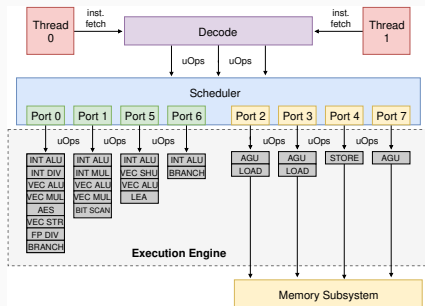 Thread
0
inst.
fetch
Decode
inst.
fetch
Thread
1
uOps
uOps
Scheduler
Port 0
Port 1
Port 5
Port 6
Port 2
Port 3
Port 4
Port 7
uOps
uOps
uOps
uOps
uOps
uOps
INT ALU
INT DIV
VEC ALU
VEC MUL
AES
VEC STR
FP DIV
BRANCH
INT ALU
INT MUL
VEC ALU
VEC MUL
BIT SCAN
INT ALU
VEC SHU
VEC ALU
LEA
INT ALU
BRANCH
AGU
LOAD
AGU
LOAD
STORE
AGU
Execution Engine
Memory Subsystem